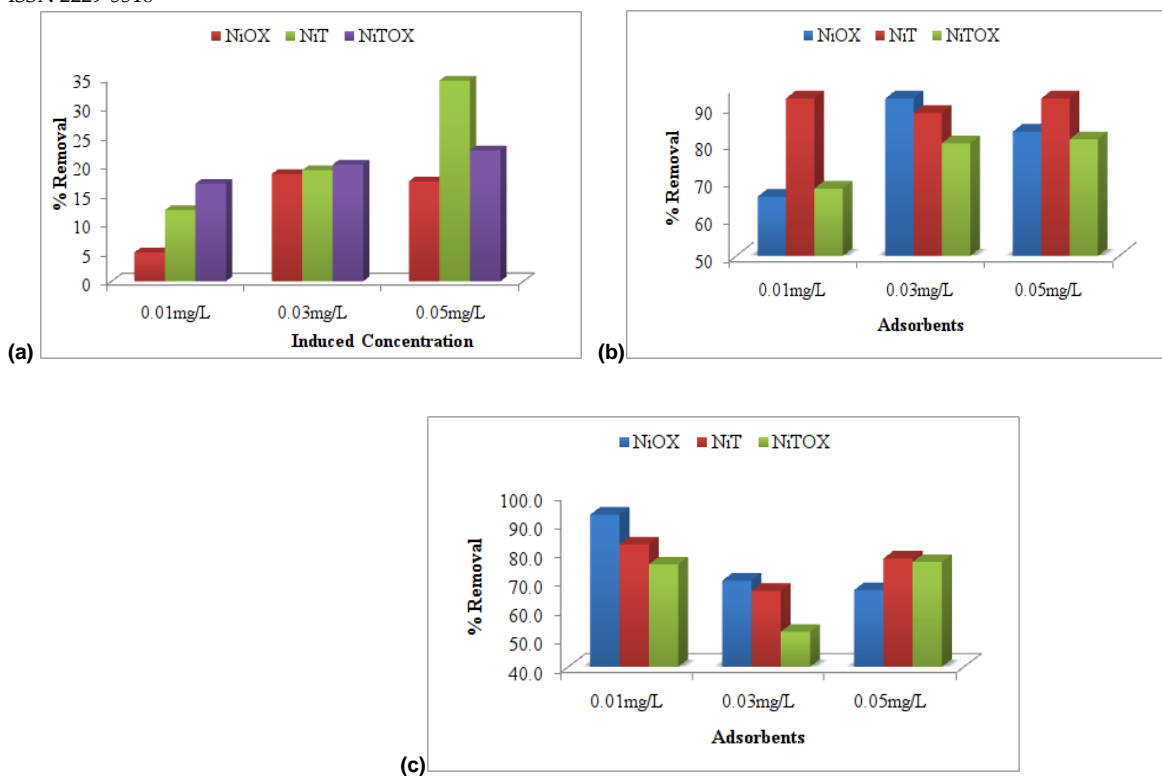 NiOX NiT NiTOX
35
30
25
20
15
10
5
0
% Removal
0.01mg/L 0.03mg/L 0.05mg/L
Induced Concentration
(a)
NiOX NiT NiTOX
90
80
70
60
50
% Removal
0.01mg/L 0.03mg/L 0.05mg/L
Adsorbents
(b)
NiOX NiT NiTOX
100.0
90.0
80.0
70.0
60.0
50.0
40.0
% Removal
0.01mg/L 0.03mg/L 0.05mg/L
Adsorbents
(c)